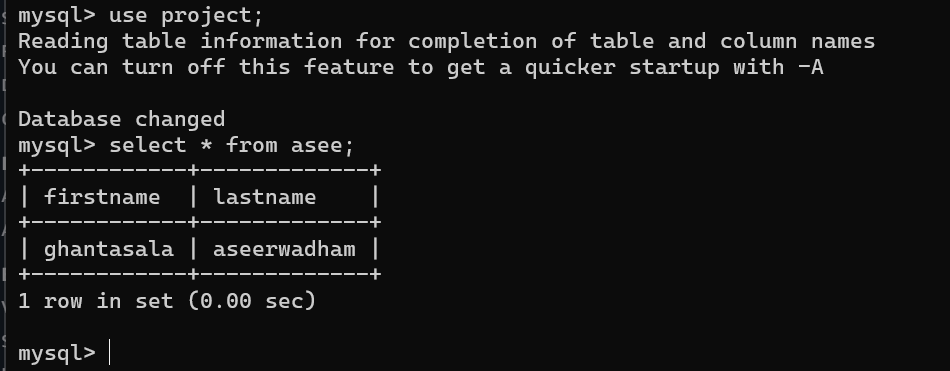 mysql> use project;
Reading table information for completion of table and column names
You can turn off this feature to get a quicker startup with -A
Database changed
mysql> select * from asee;
+------------+-------------+
| firstname  | lastname    |
+------------+-------------+
| ghantasala | aseerwadham |
+------------+-------------+
1 row in set (0.00 sec)
mysql>